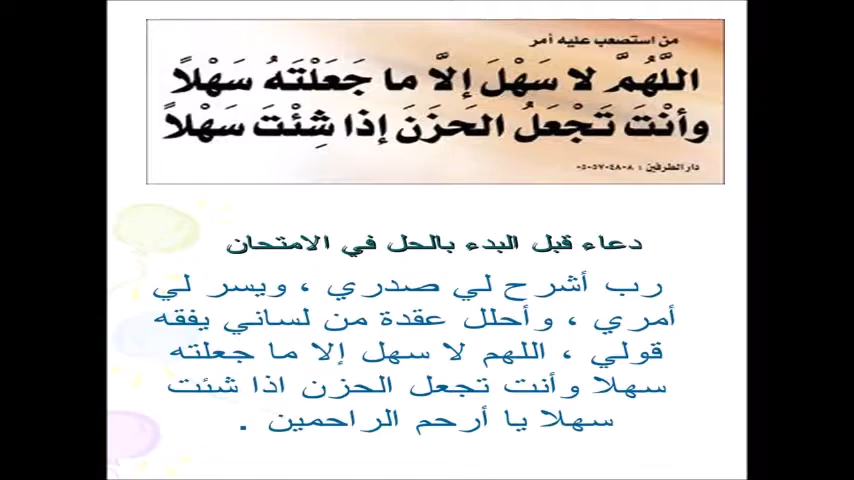 من استصعب عليه أمر
اللَّهُمَّ لا سَهْلَ إلَّا ما جَعَلْتَهُ سَهْلاً
وأنْتَ تَجْعَلُ الحَزَنَ إذا شِئْتَ سَهْلاً
دار الطرفين :
دعاء قبل البدء بالحل في الامتحان
رب أشرح لي صدري ، ويسر لي
أمري ، وأحلل عقدة من لساني يفقه
قولي ، اللهم لا سهل إلا ما جعلته
سهلا وأنت تجعل الحزن اذا شئت
سهلا يا أرحم الراحمين .